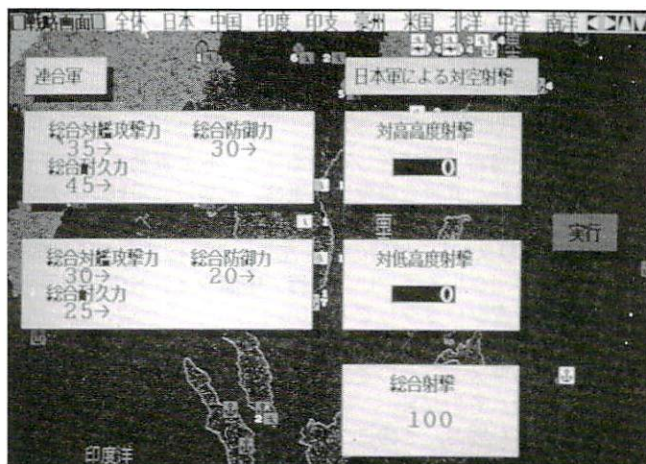 戦略画面 全体 日本 中国 印度 印支 豪州 米国 北洋 中洋 南洋
連合軍
日本軍による対空射撃
総合対艦攻撃力 総合防御力
35→ 30→
総合耐久力
45→
対高高度射撃
0
総合対艦攻撃力 総合防御力
30→ 20→
総合耐久力
25→
対低高度射撃
0
実行
総合射撃
100
印度洋